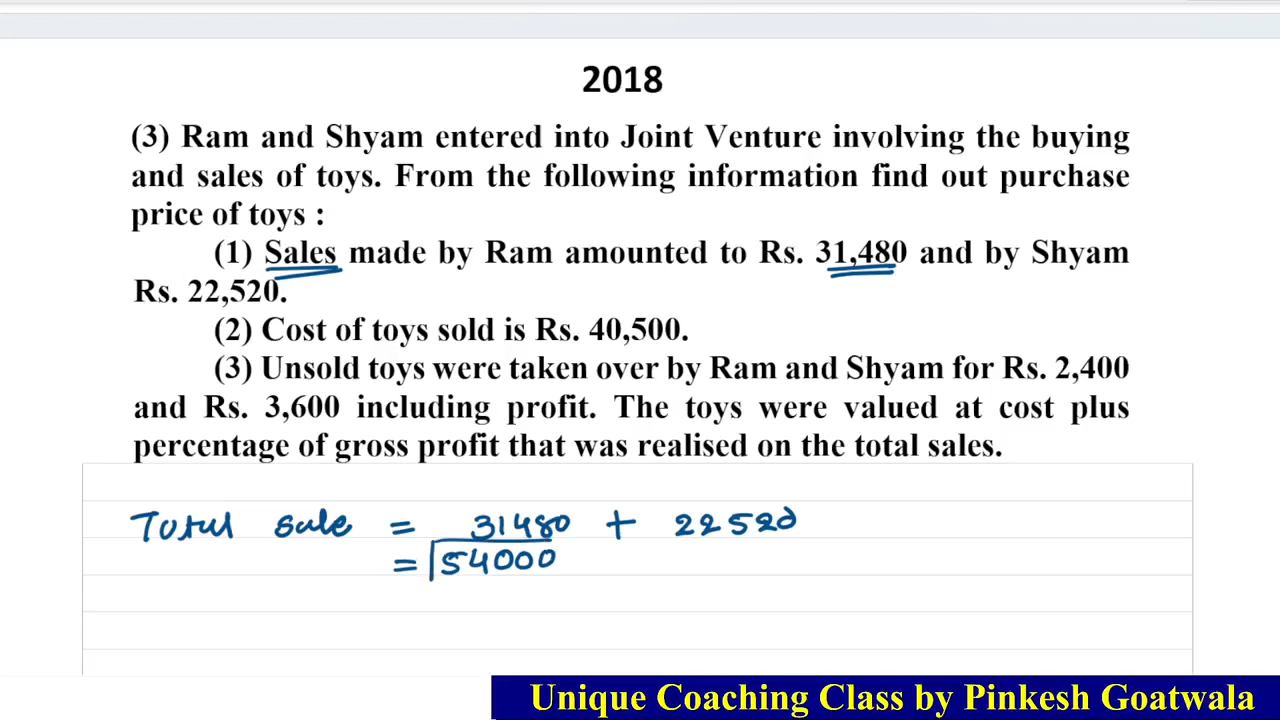 2018
(3) Ram and Shyam entered into Joint Venture involving the buying
and sales of toys. From the following information find out purchase
price of toys :
(1) Sales made by Ram amounted to Rs. 31,480 and by Shyam
Rs. 22,520.
(2) Cost of toys sold is Rs. 40,500.
(3) Unsold toys were taken over by Ram and Shyam for Rs. 2,400
and Rs. 3,600 including profit. The toys were valued at cost plus
percentage of gross profit that was realised on the total sales.
Total sale = 31480 + 22520
= 54000
Unique Coaching Class by Pinkesh Goatwala